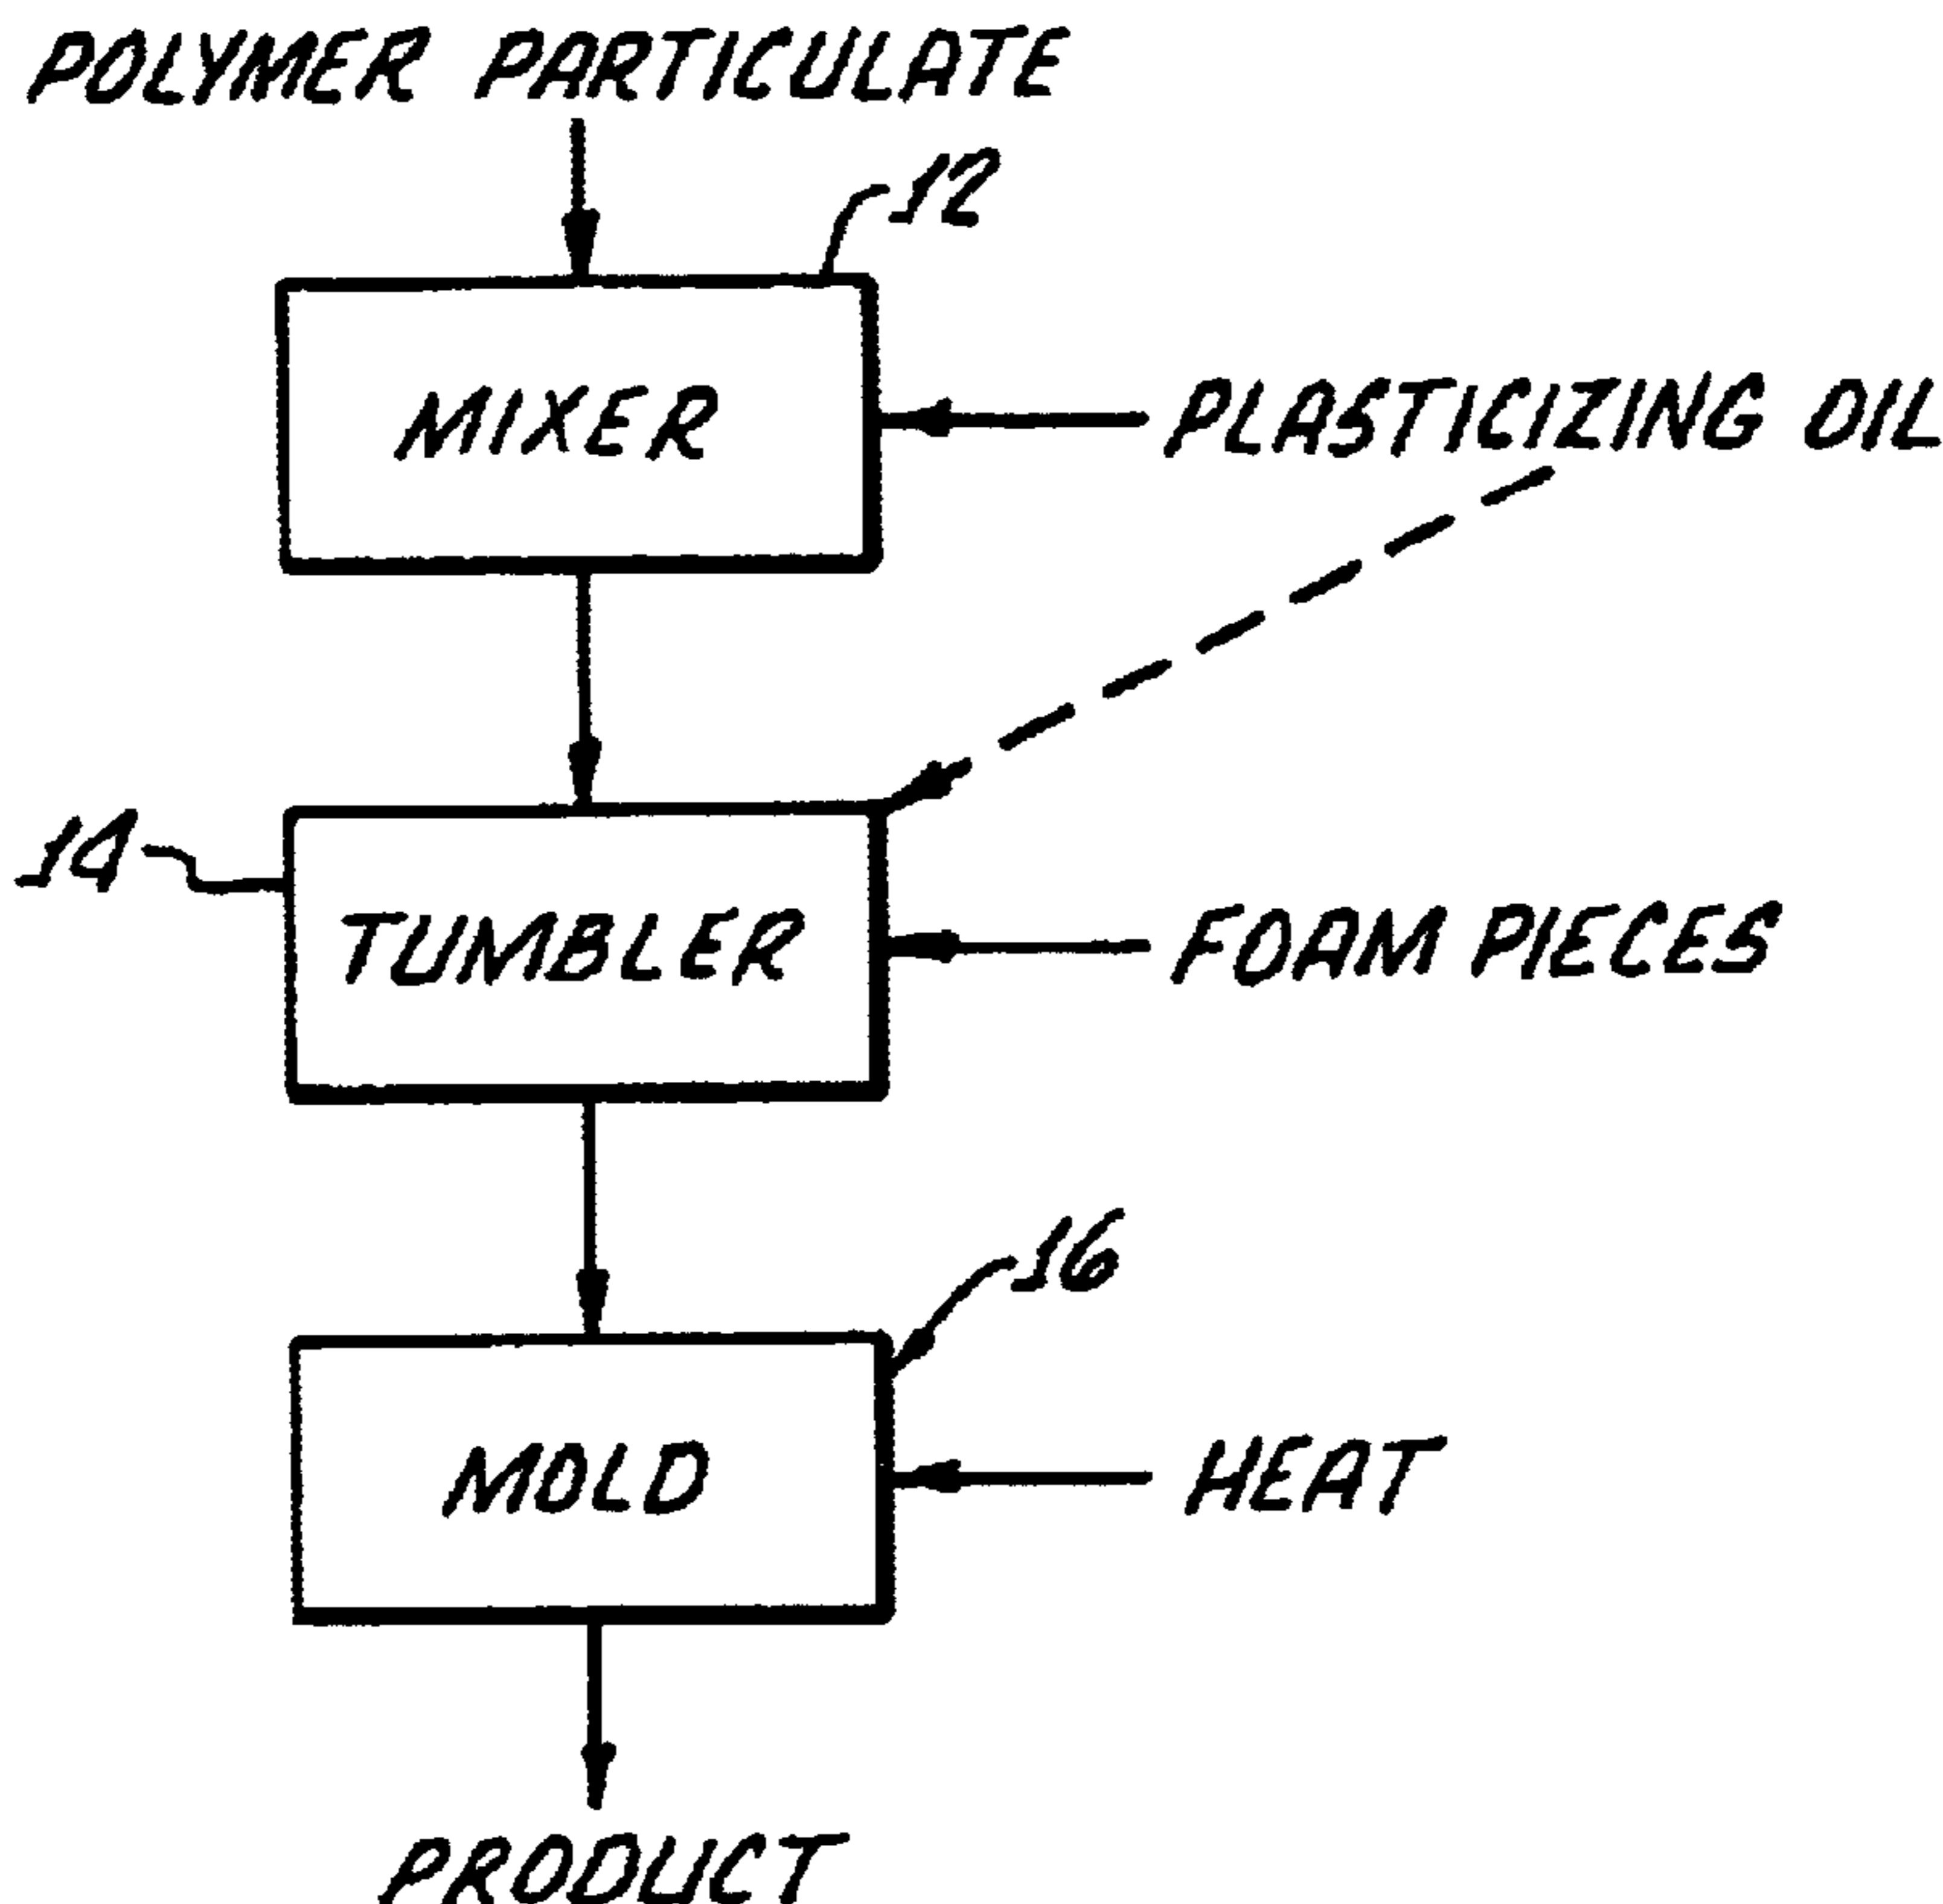 POLYMER PARTICULATE
12
MIXER
PLASTICIZING OIL
14
TUMBLER
FOAM PIECES
16
MOLD
HEAT
PRODUCT